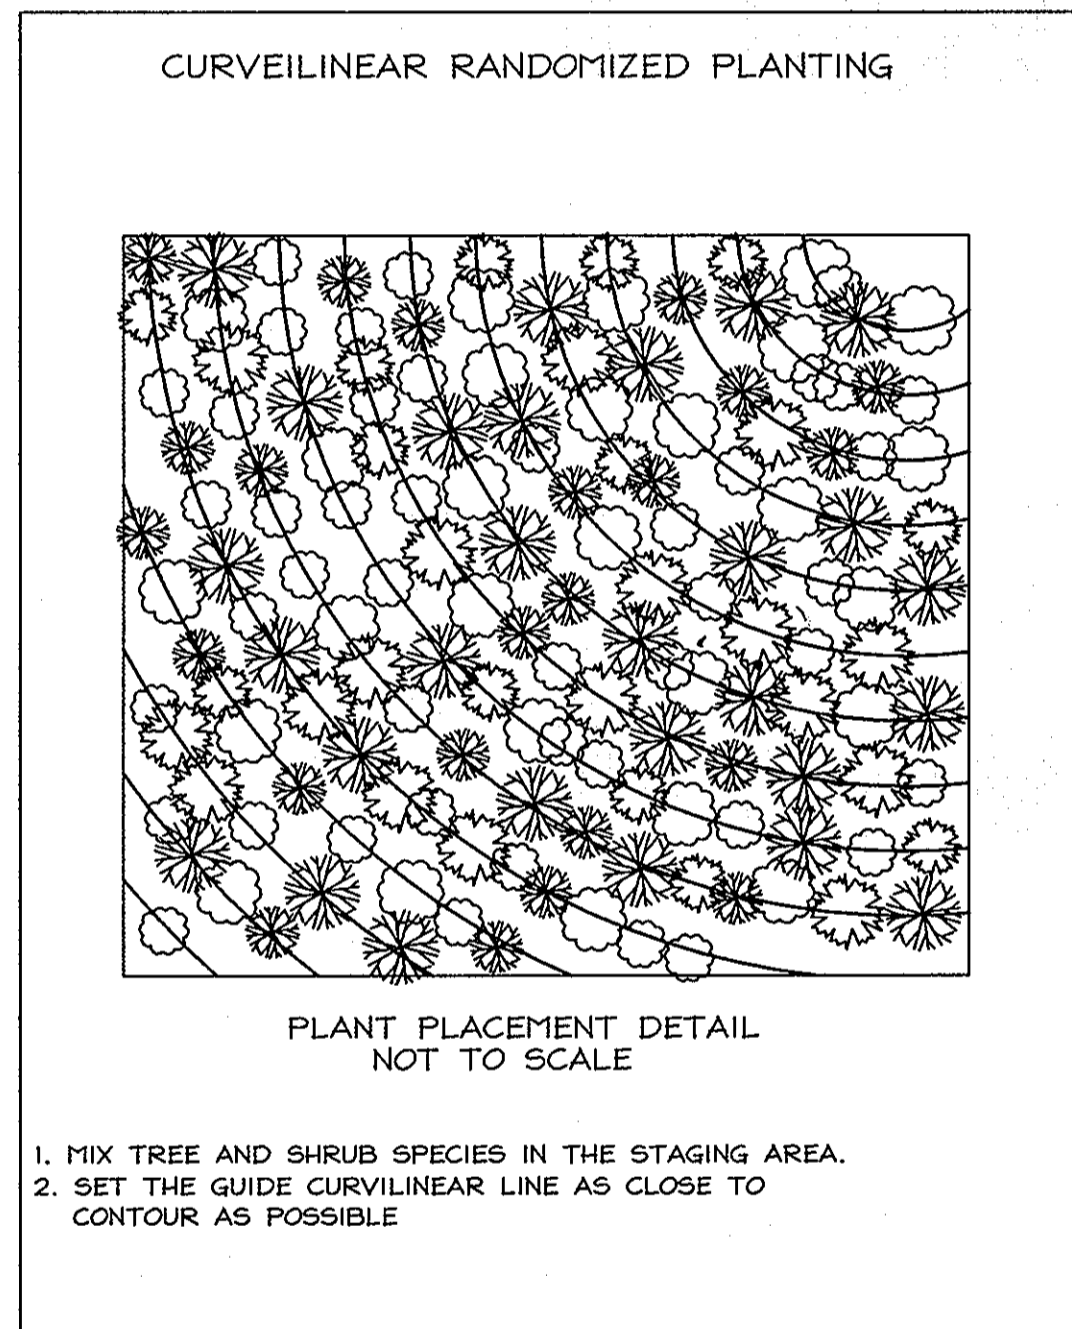 CURVEILINEAR RANDOMIZED PLANTING
PLANT PLACEMENT DETAIL
NOT TO SCALE
1. MIX TREE AND SHRUB SPECIES IN THE STAGING AREA.
2. SET THE GUIDE CURVILINEAR LINE AS CLOSE TO
CONTOUR AS POSSIBLE